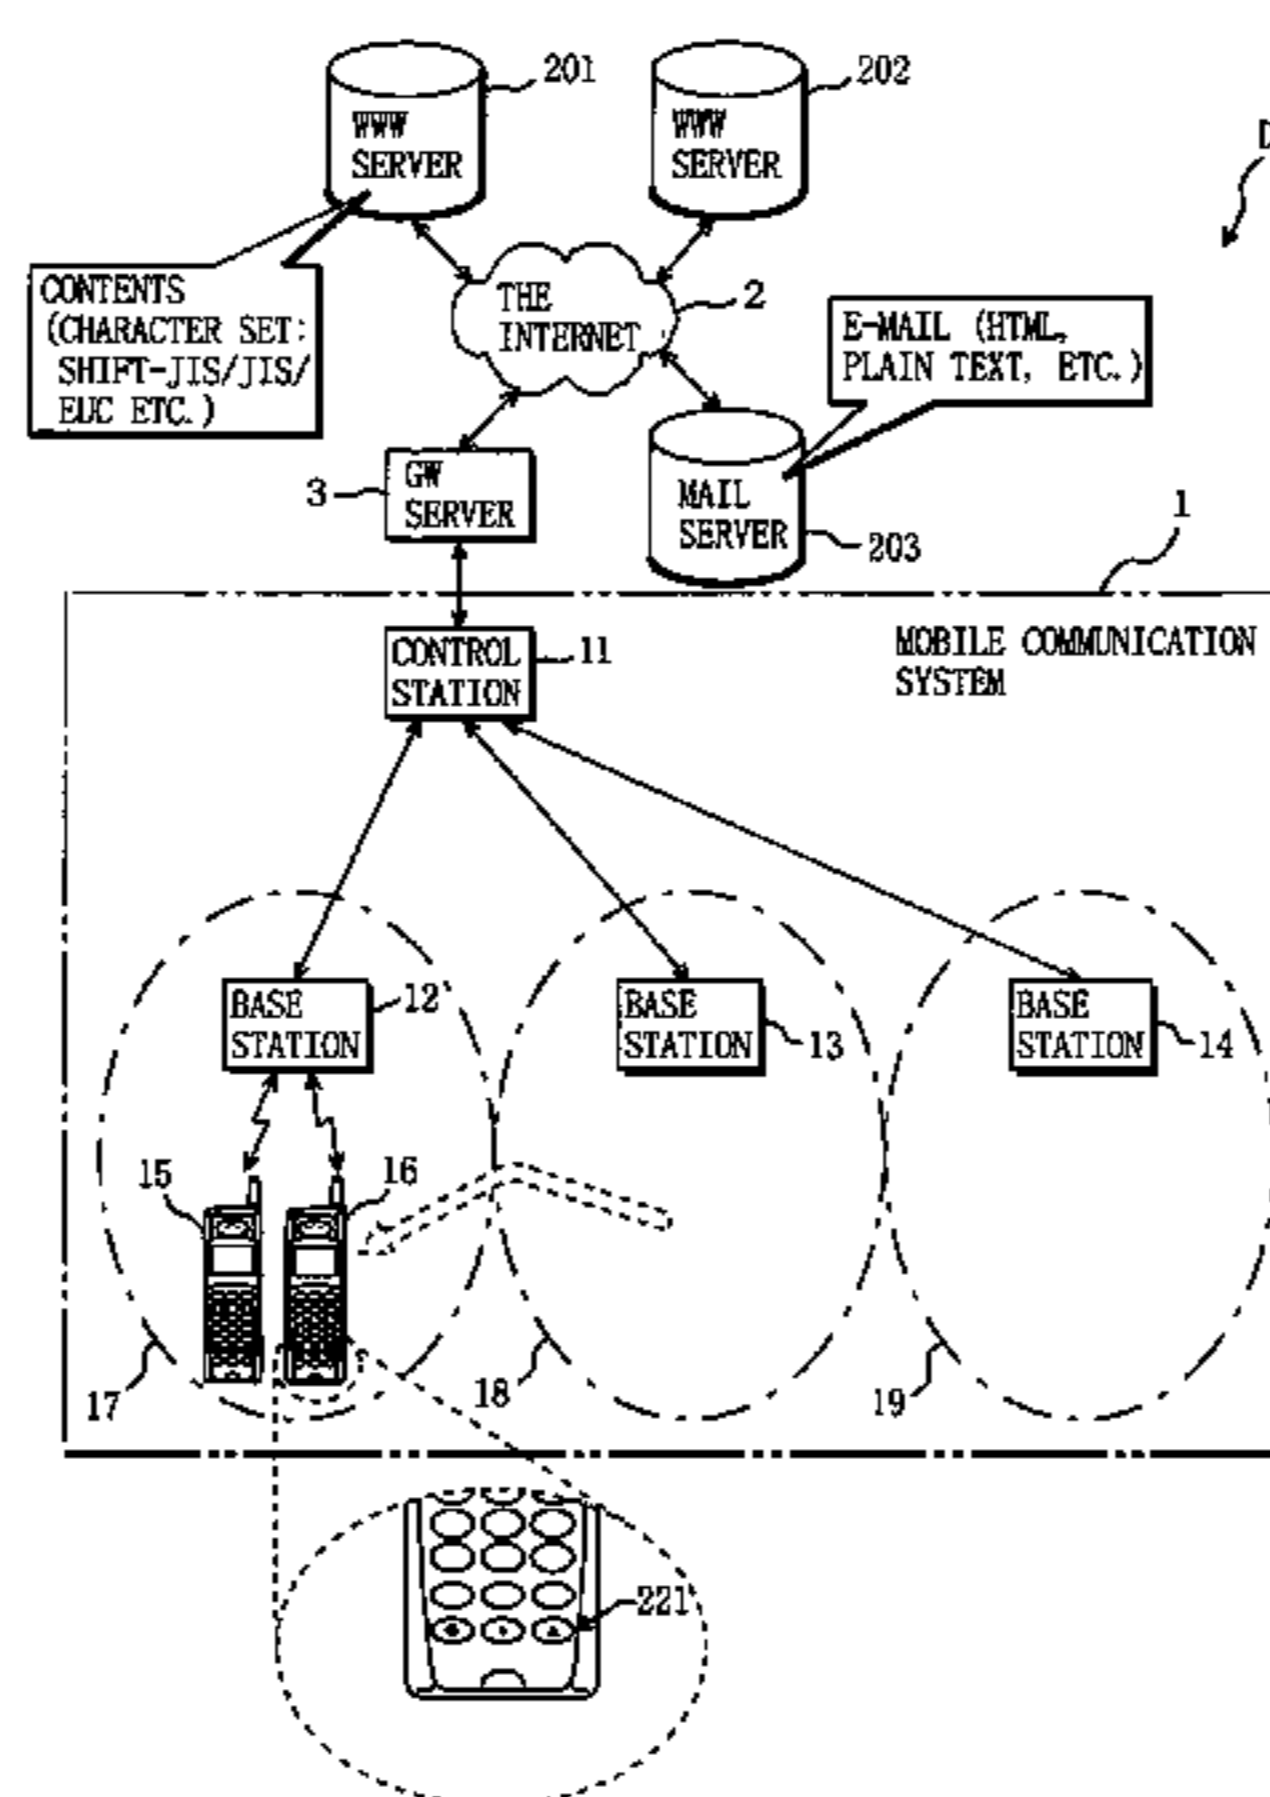 201
202
WWW
SERVER
WWW
SERVER
D
CONTENTS
(CHARACTER SET:
SHIFT-JIS/JIS/
EUC ETC.)
THE
INTERNET
2
E-MAIL (HTML,
PLAIN TEXT, ETC.)
3
GW
SERVER
MAIL
SERVER
203
1
CONTROL
STATION
11
MOBILE COMMUNICATION
SYSTEM
BASE
STATION
12
BASE
STATION
13
BASE
STATION
14
15
16
17
18
19
221